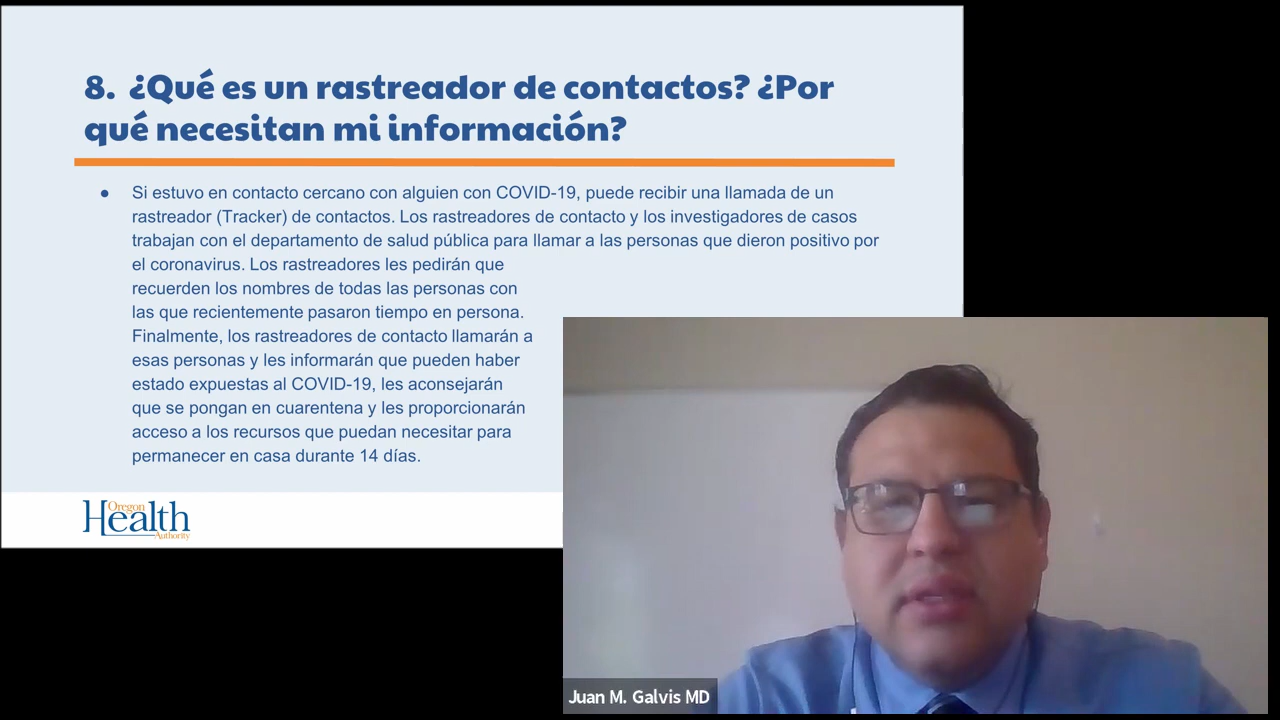 8. ¿Qué es un rastreador de contactos? ¿Por
qué necesitan mi información?
● Si estuvo en contacto cercano con alguien con COVID-19, puede recibir una llamada de un
rastreador (Tracker) de contactos. Los rastreadores de contacto y los investigadores de casos
trabajan con el departamento de salud pública para llamar a las personas que dieron positivo por
el coronavirus. Los rastreadores les pedirán que
recuerden los nombres de todas las personas con
las que recientemente pasaron tiempo en persona.
Finalmente, los rastreadores de contacto llamarán a
esas personas y les informarán que pueden haber
estado expuestas al COVID-19, les aconsejarán
que se pongan en cuarentena y les proporcionarán
acceso a los recursos que puedan necesitar para
permanecer en casa durante 14 días.
Oregon
Health
Authority
Juan M. Galvis MD